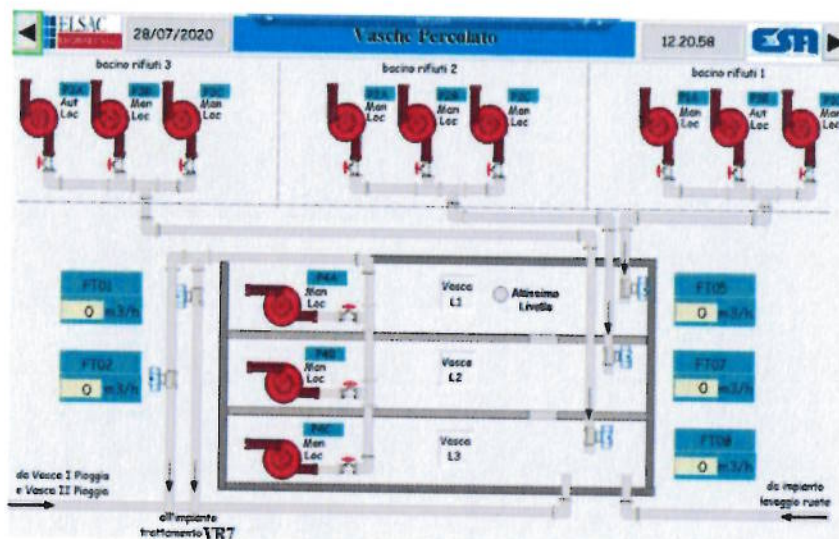 ELSAC
28/07/2020
Vasche Percolato
12.20.58
ESA
bacino rifiuti 3
bacino rifiuti 2
bacino rifiuti 1
P3A
Aut
Loc
P3B
Man
Loc
P3C
Man
Loc
P2A
Man
Loc
P2B
Man
Loc
P2C
Man
Loc
P1A
Man
Loc
P1B
Aut
Loc
Man
Loc
FT01
0 m3/h
FT02
0 m3/h
P4A
Man
Loc
Vasca
L1
Altissimo
Livello
P4B
Man
Loc
Vasca
L2
P4C
Man
Loc
Vasca
L3
FT05
0 m3/h
FT07
0 m3/h
0 m3/h
da Vasca I Pioggia
e Vasca II Pioggia
all'impianto
trattamento VR7
da impianto
lavaggio ruote